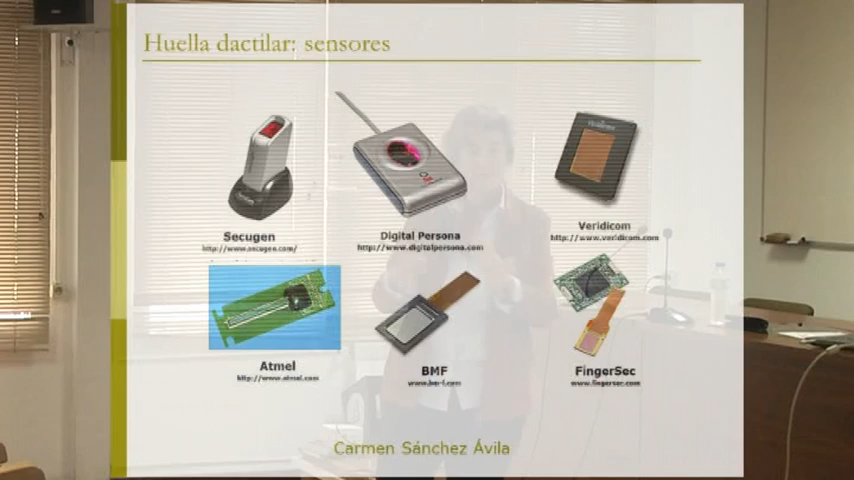 Huella dactilar: sensores
Secugen
http://www.secugen.com/
Digital Persona
http://www.digitalpersona.com
Veridicom
http://www.veridicom.com
Atmel
http://www.atmel.com
BMF
www.bm-f.com
FingerSec
www.fingersec.com
Carmen Sánchez Ávila